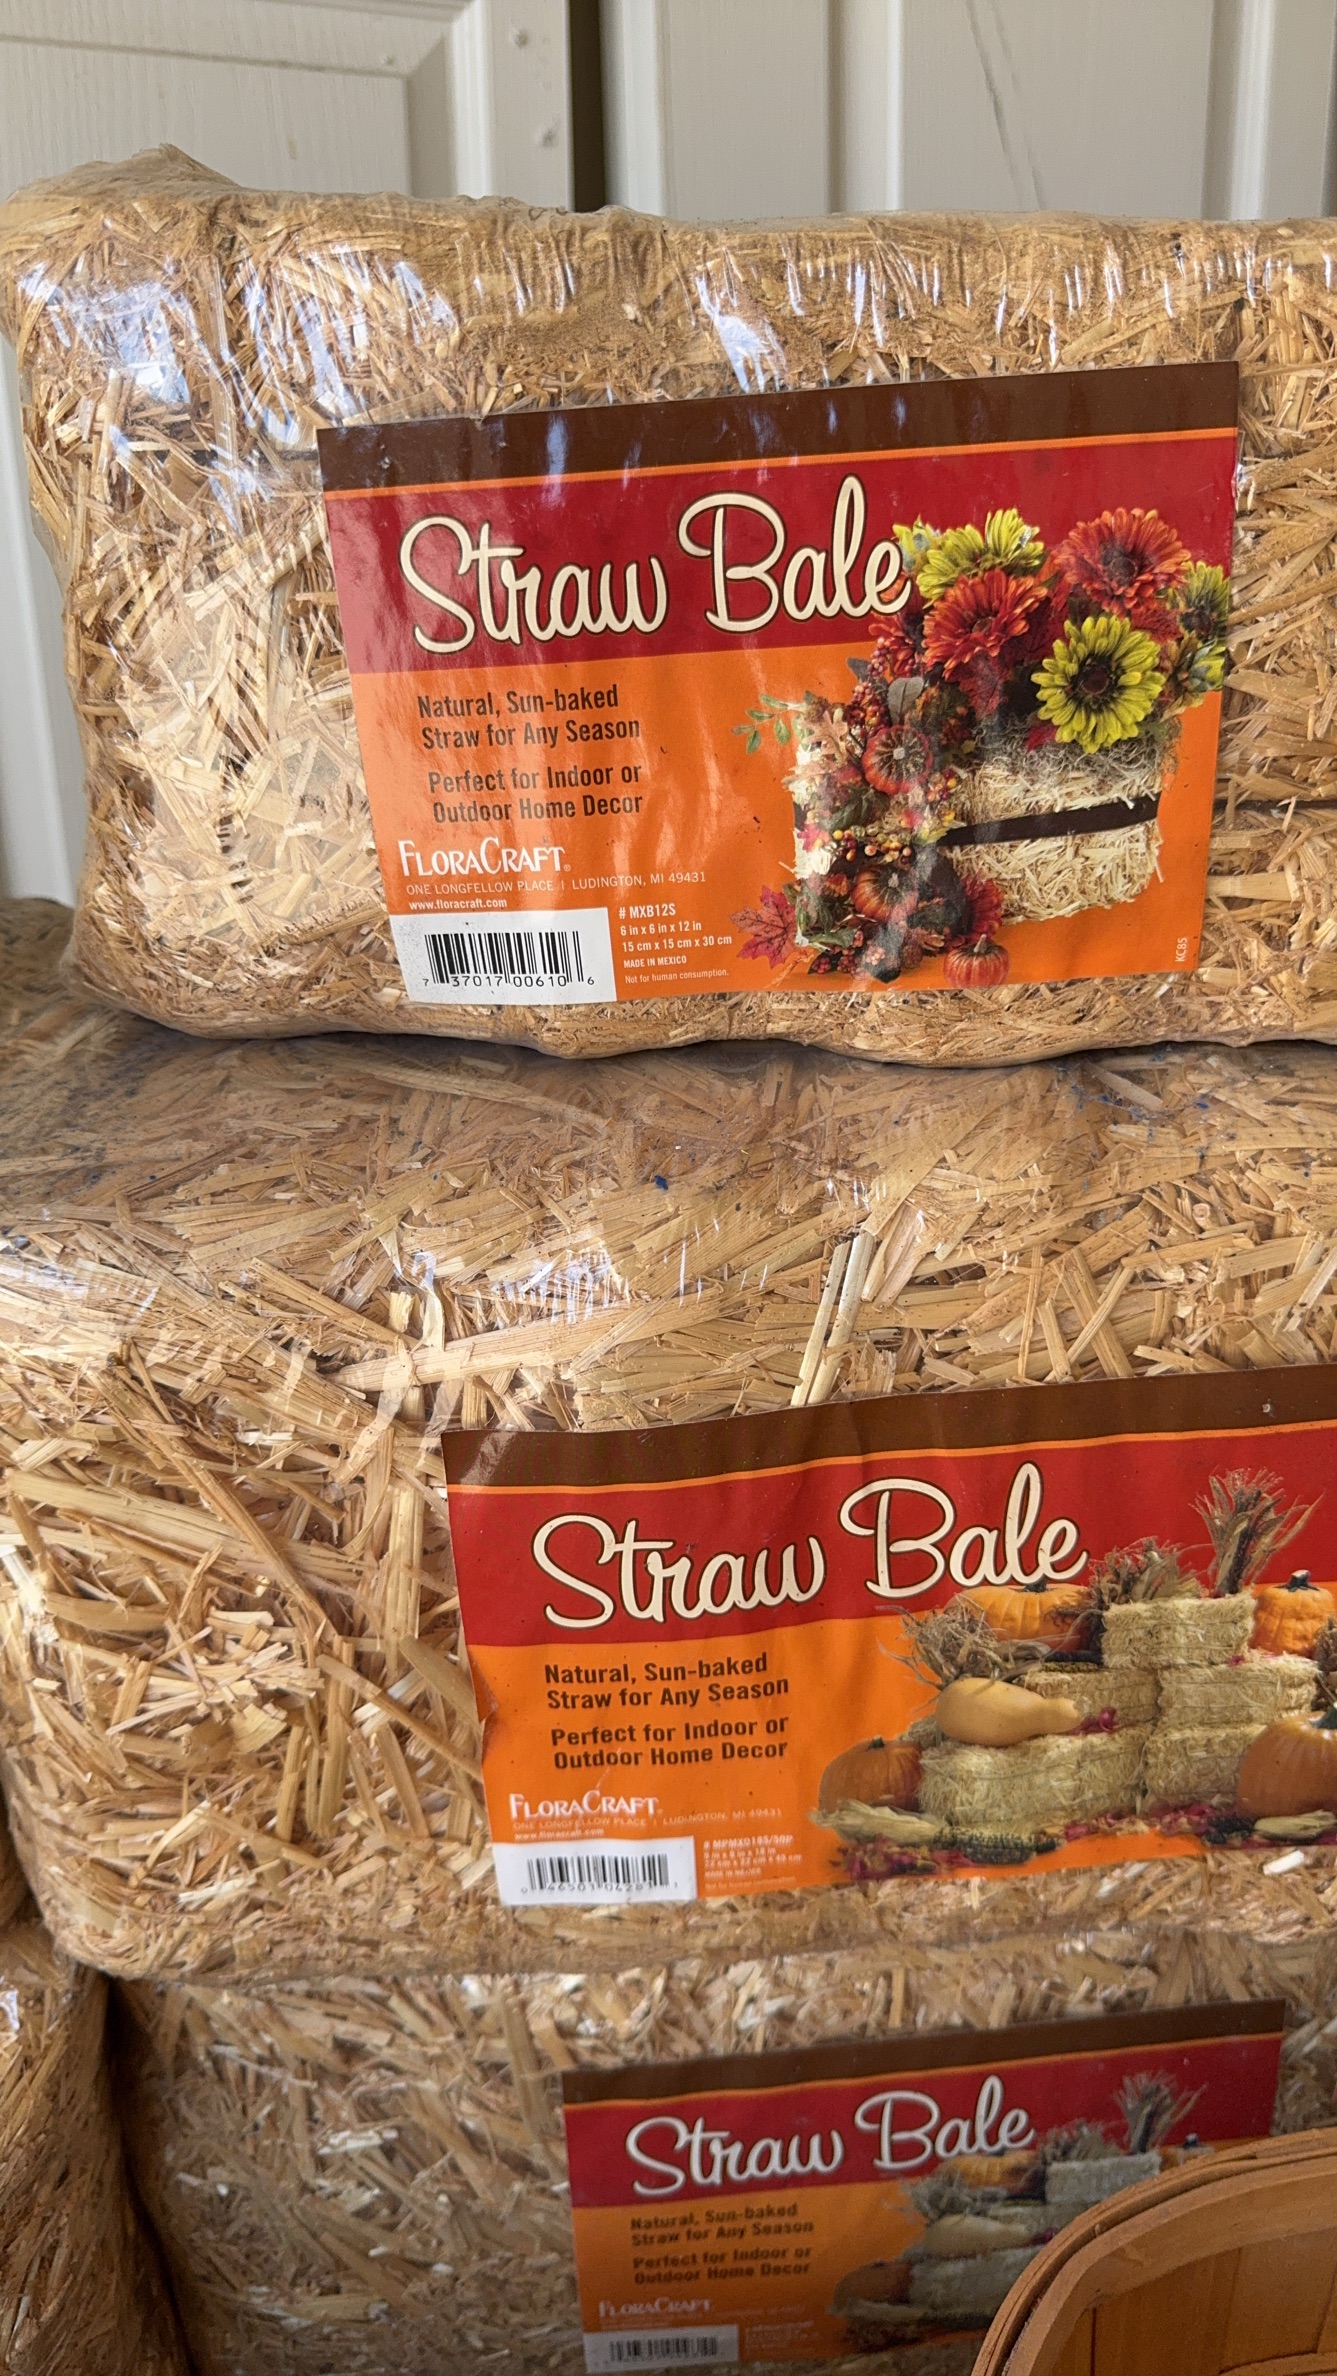 Straw Bale
Natural, Sun-baked
Straw for Any Season
Perfect for Indoor or
Outdoor Home Decor
FLORACRAFT®
ONE LONGFELLOW PLACE | LUDINGTON, MI 49431
www.floracraft.com
# MXB12S
6 in x 6 in x 12 in
15 cm x 15 cm x 30 cm
MADE IN MEXICO
Not for human consumption.
7 37017 00610 6
KC85
Straw Bale
Natural, Sun-baked
Straw for Any Season
Perfect for Indoor or
Outdoor Home Decor
FLORACRAFT
ONE LONGFELLOW PLACE | LUDINGTON, MI 49431
www.floracraft.com
Straw Bale
Natural, Sun-baked
Straw for Any Season
Perfect for Indoor or
Outdoor Home Decor
FLORACRAFT